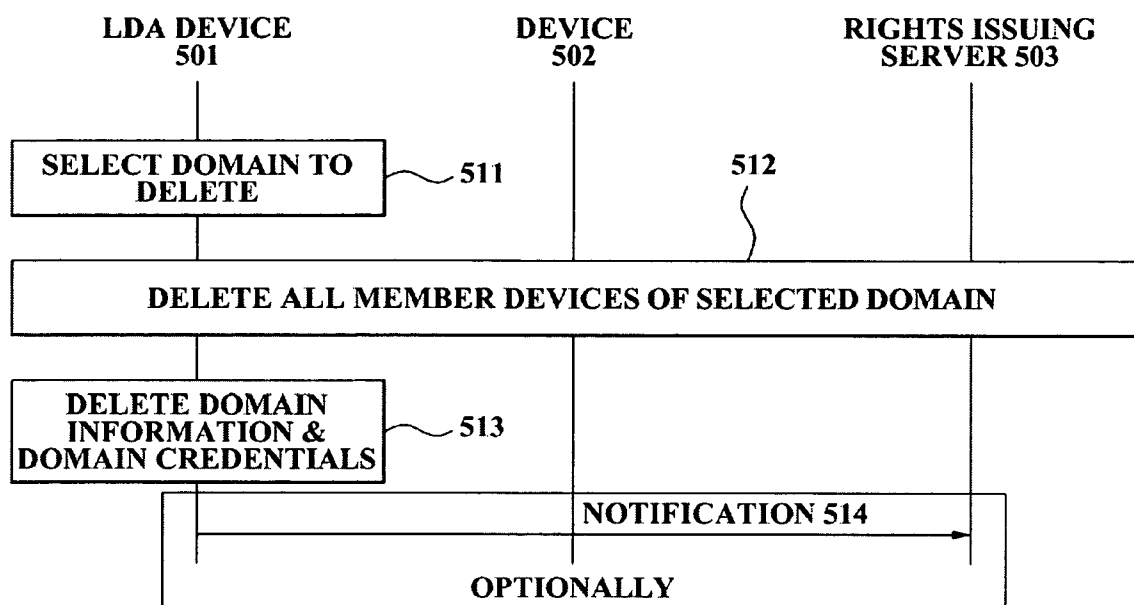 LDA DEVICE
501
DEVICE
502
RIGHTS ISSUING
SERVER 503
SELECT DOMAIN TO
DELETE
511
512
DELETE ALL MEMBER DEVICES OF SELECTED DOMAIN
DELETE DOMAIN
INFORMATION &
DOMAIN CREDENTIALS
513
NOTIFICATION 514
OPTIONALLY